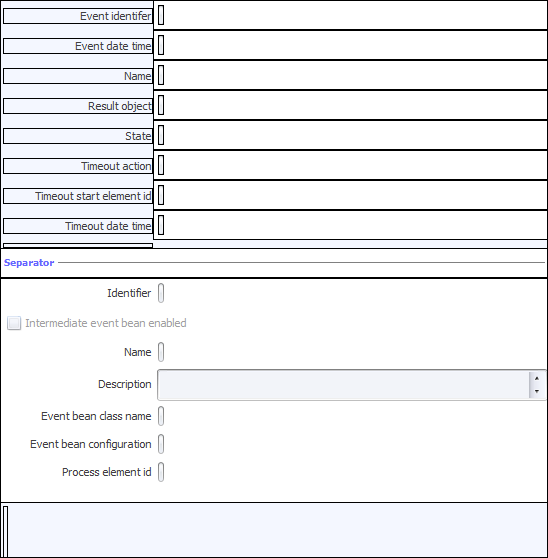 Event identifer
Event date time
Name
Result object
State
Timeout action
Timeout start element id
Timeout date time
Separator
Identifier
Intermediate event bean enabled
Name
Description
Event bean class name
Event bean configuration
Process element id